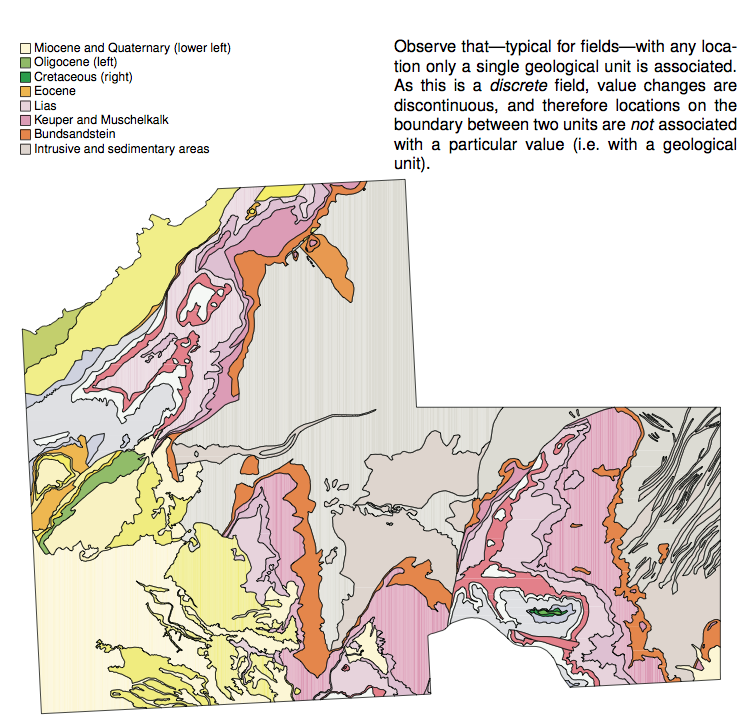 Miocene and Quaternary (lower left)
Oligocene (left)
Cretaceous (right)
Eocene
Lias
Keuper and Muschelkalk
Bundsandstein
Intrusive and sedimentary areas
Observe that—typical for fields—with any loca-
tion only a single geological unit is associated.
As this is a discrete field, value changes are
discontinuous, and therefore locations on the
boundary between two units are not associated
with a particular value (i.e. with a geological
unit).